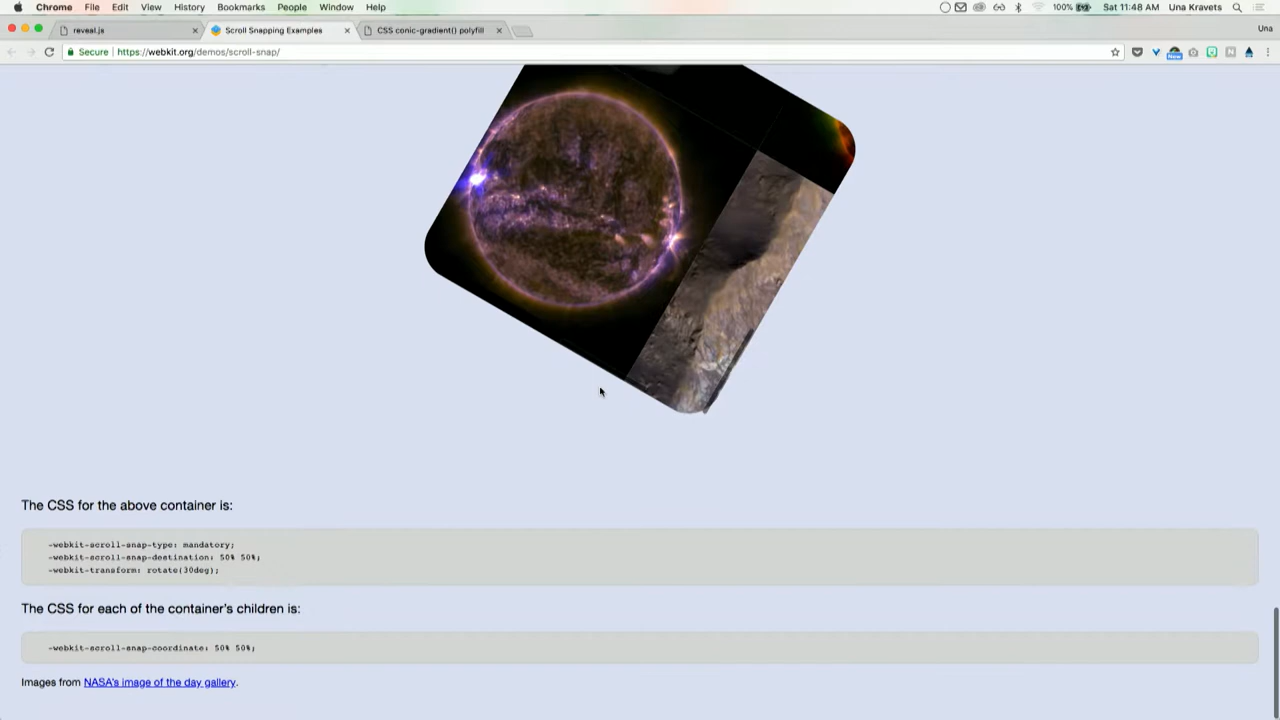 Chrome File Edit View History Bookmarks People Window Help 100% Sat 11:48 AM Una Kravets
reveal.js × Scroll Snapping Examples × CSS conic-gradient() polyfill × Una
Secure https://webkit.org/demos/scroll-snap/
The CSS for the above container is:
-webkit-scroll-snap-type: mandatory;
-webkit-scroll-snap-destination: 50% 50%;
-webkit-transform: rotate(30deg);
The CSS for each of the container's children is:
-webkit-scroll-snap-coordinate: 50% 50%;
Images from NASA's image of the day gallery.